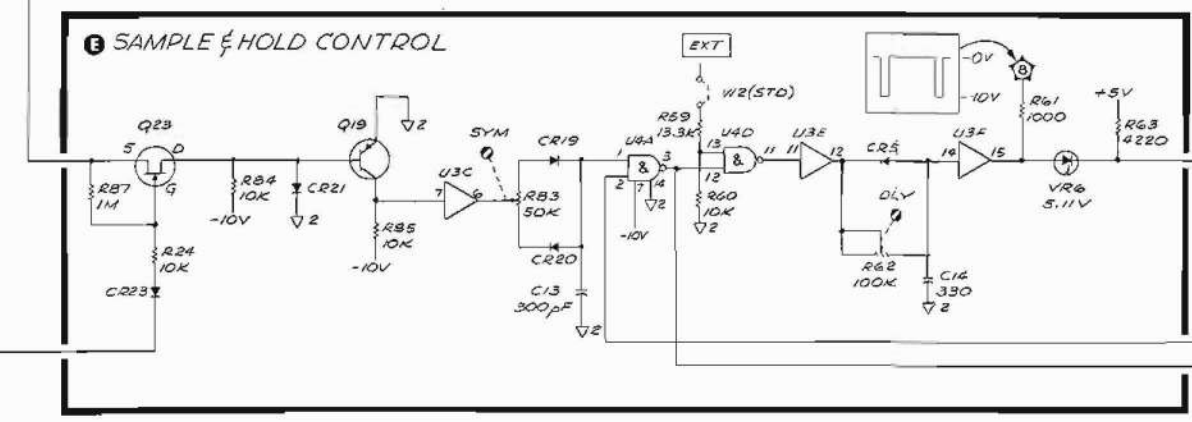 E SAMPLE & HOLD CONTROL
Q23
S D
G
R87
1M
R24
10K
CR23
R84
10K
-10V
CR21
2
Q19
2
R85
10K
-10V
SYM
U3C
7 6
R83
50K
CR19
CR20
C13
300pF
2
U4A
1
2
&
3
7 14
2
-10V
EXT
W2(STD)
R59
13.3K
R60
10K
2
U4D
13
12
&
11
U3E
11 12
CR5
DLY
R62
100K
C14
330
2
U3F
14 15
-0V
-10V
8
R61
1000
VR6
5.11V
+5V
R63
4220